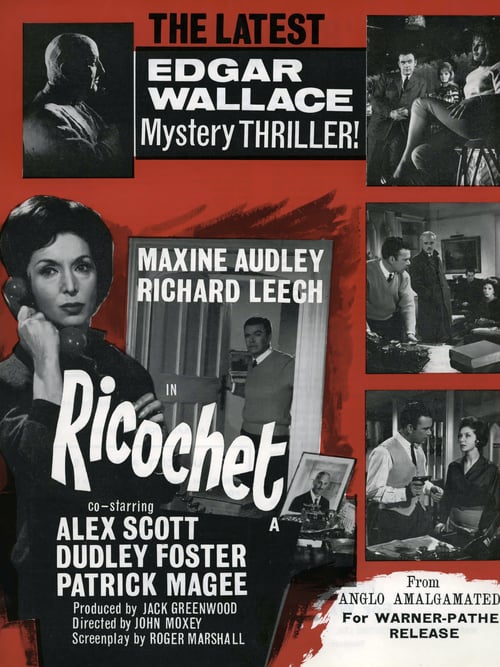 THE LATEST
EDGAR
WALLACE
Mystery THRILLER!
MAXINE AUDLEY
RICHARD LEECH
IN
Ricochet
A
co-starring
ALEX SCOTT
DUDLEY FOSTER
PATRICK MAGEE
Produced by JACK GREENWOOD
Directed by JOHN MOXEY
Screenplay by ROGER MARSHALL
From
ANGLO AMALGAMATED
For WARNER-PATHE
RELEASE